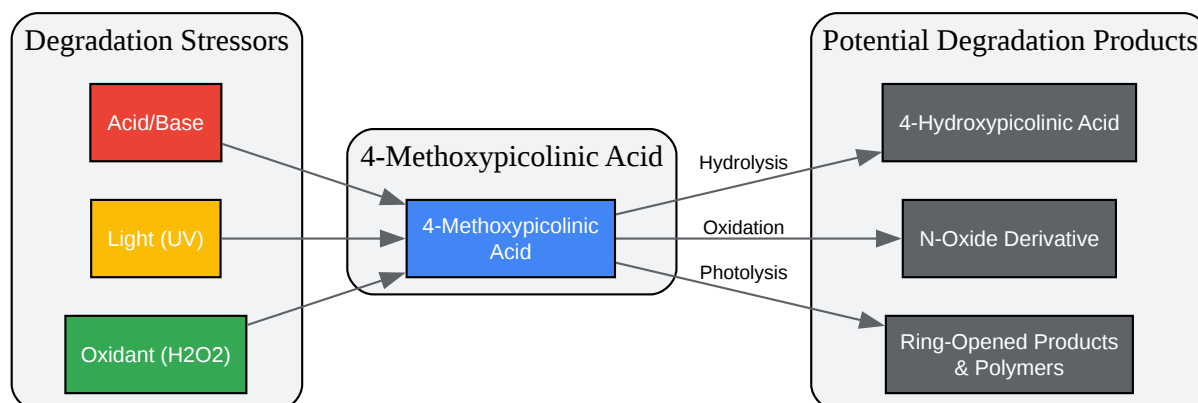 Degradation Stressors
Acid/Base
Light (UV)
Oxidant (H2O2)
4-Methoxypicolinic Acid
4-Methoxypicolinic
Acid
Hydrolysis
Oxidation
Photolysis
Potential Degradation Products
4-Hydroxypicolinic Acid
N-Oxide Derivative
Ring-Opened Products
& Polymers